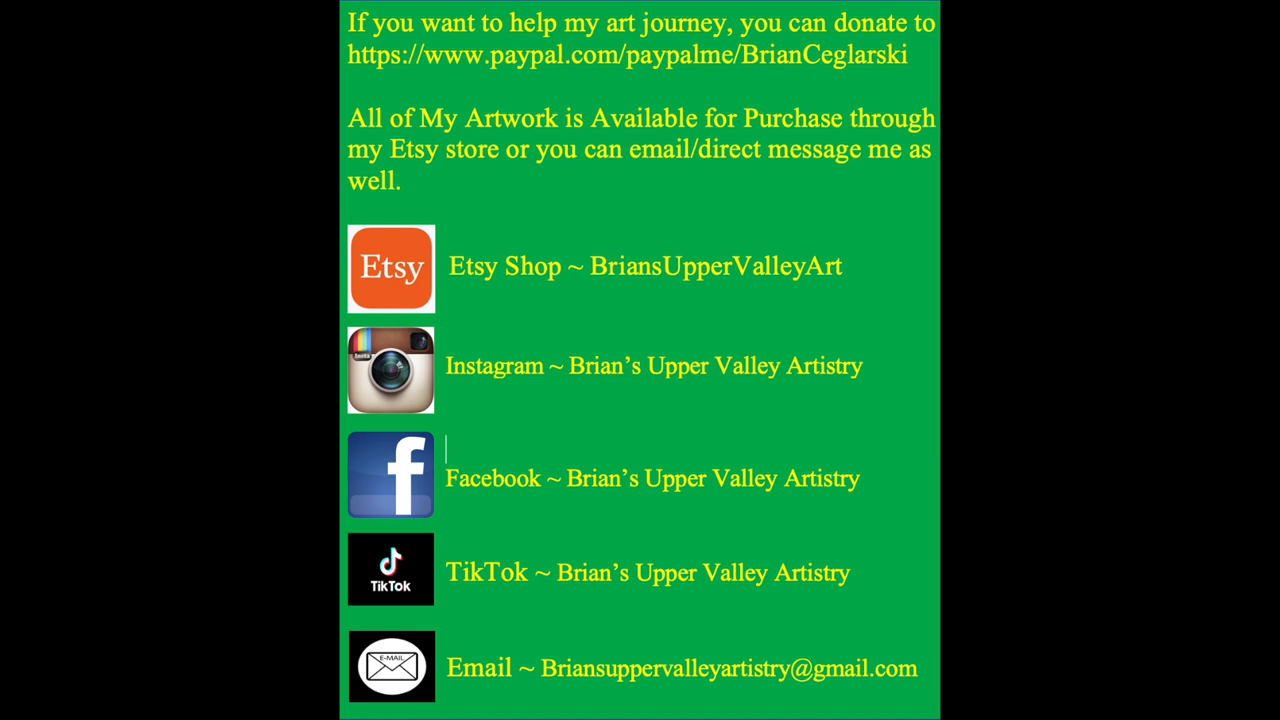 If you want to help my art journey, you can donate to
https://www.paypal.com/paypalme/BrianCeglarski
All of My Artwork is Available for Purchase through
my Etsy store or you can email/direct message me as
well.
Etsy
Etsy Shop ~ BriansUpperValleyArt
Insta
Instagram ~ Brian’s Upper Valley Artistry
f
Facebook ~ Brian’s Upper Valley Artistry
TikTok
TikTok ~ Brian’s Upper Valley Artistry
E-MAIL
Email ~ Briansuppervalleyartistry@gmail.com